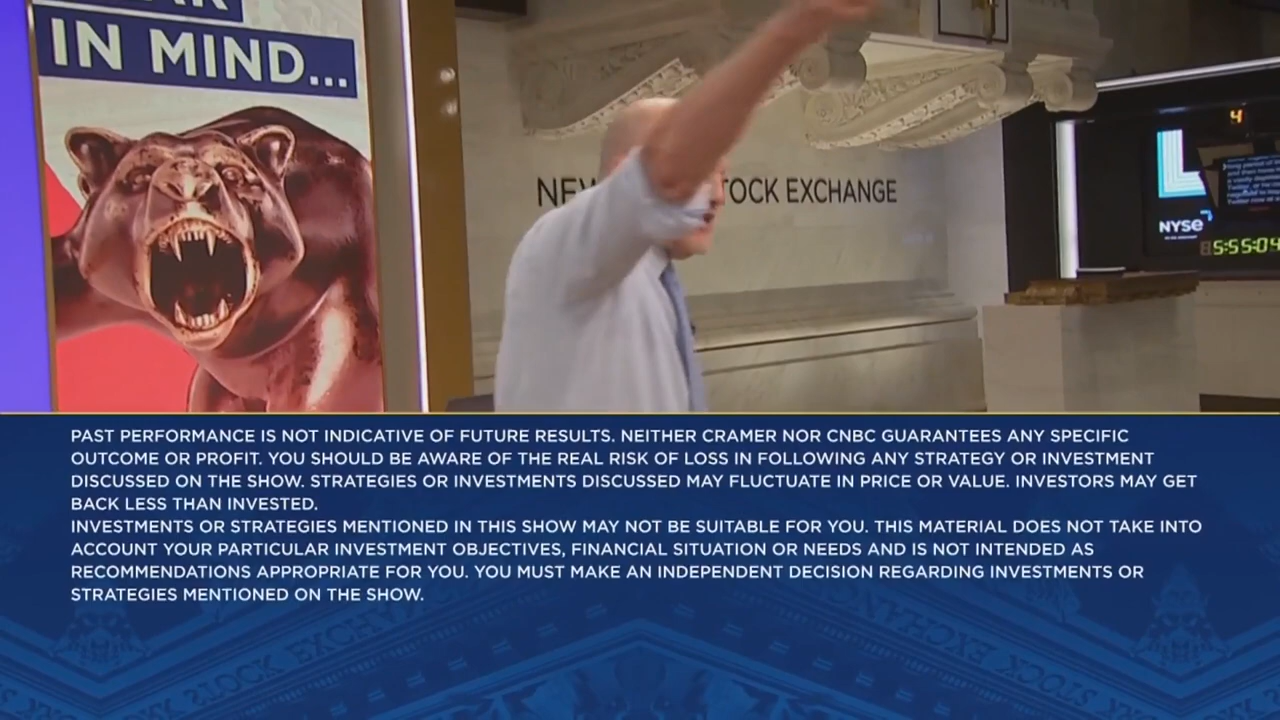 IN MIND...
STOCK EXCHANGE
4
NYSE
PAST PERFORMANCE IS NOT INDICATIVE OF FUTURE RESULTS. NEITHER CRAMER NOR CNBC GUARANTEES ANY SPECIFIC
OUTCOME OR PROFIT. YOU SHOULD BE AWARE OF THE REAL RISK OF LOSS IN FOLLOWING ANY STRATEGY OR INVESTMENT
DISCUSSED ON THE SHOW. STRATEGIES OR INVESTMENTS DISCUSSED MAY FLUCTUATE IN PRICE OR VALUE. INVESTORS MAY GET
BACK LESS THAN INVESTED.
INVESTMENTS OR STRATEGIES MENTIONED IN THIS SHOW MAY NOT BE SUITABLE FOR YOU. THIS MATERIAL DOES NOT TAKE INTO
ACCOUNT YOUR PARTICULAR INVESTMENT OBJECTIVES, FINANCIAL SITUATION OR NEEDS AND IS NOT INTENDED AS
RECOMMENDATIONS APPROPRIATE FOR YOU. YOU MUST MAKE AN INDEPENDENT DECISION REGARDING INVESTMENTS OR
STRATEGIES MENTIONED ON THE SHOW.